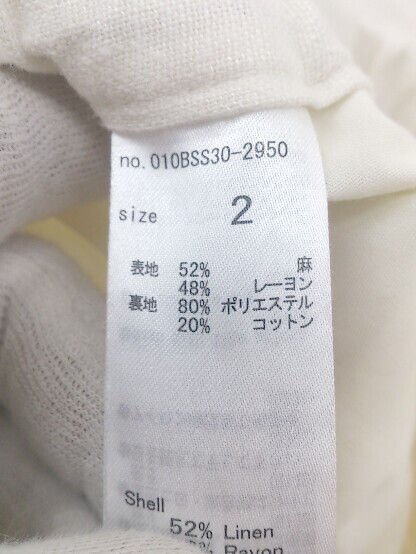 no.010BSS30-2950
size 2
表地 52% 麻
48% レーヨン
裏地 80% ポリエステル
20% コットン
Shell
52% Linen
% Rayon